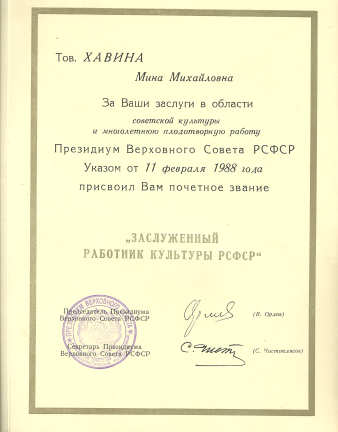 Тов. ХАВИНА
Мина Михайловна
За Ваши заслуги в области
советской культуры
и многолетнюю плодотворную работу
Президиум Верховного Совета РСФСР
Указом от 11 февраля 1988 года
присвоил Вам почетное звание
„ЗАСЛУЖЕННЫЙ
РАБОТНИК КУЛЬТУРЫ РСФСР“
Председатель Президиума
Верховного Совета РСФСР
(В. Орлов)
Секретарь Президиума
Верховного Совета РСФСР
(С. Чистоплясов)